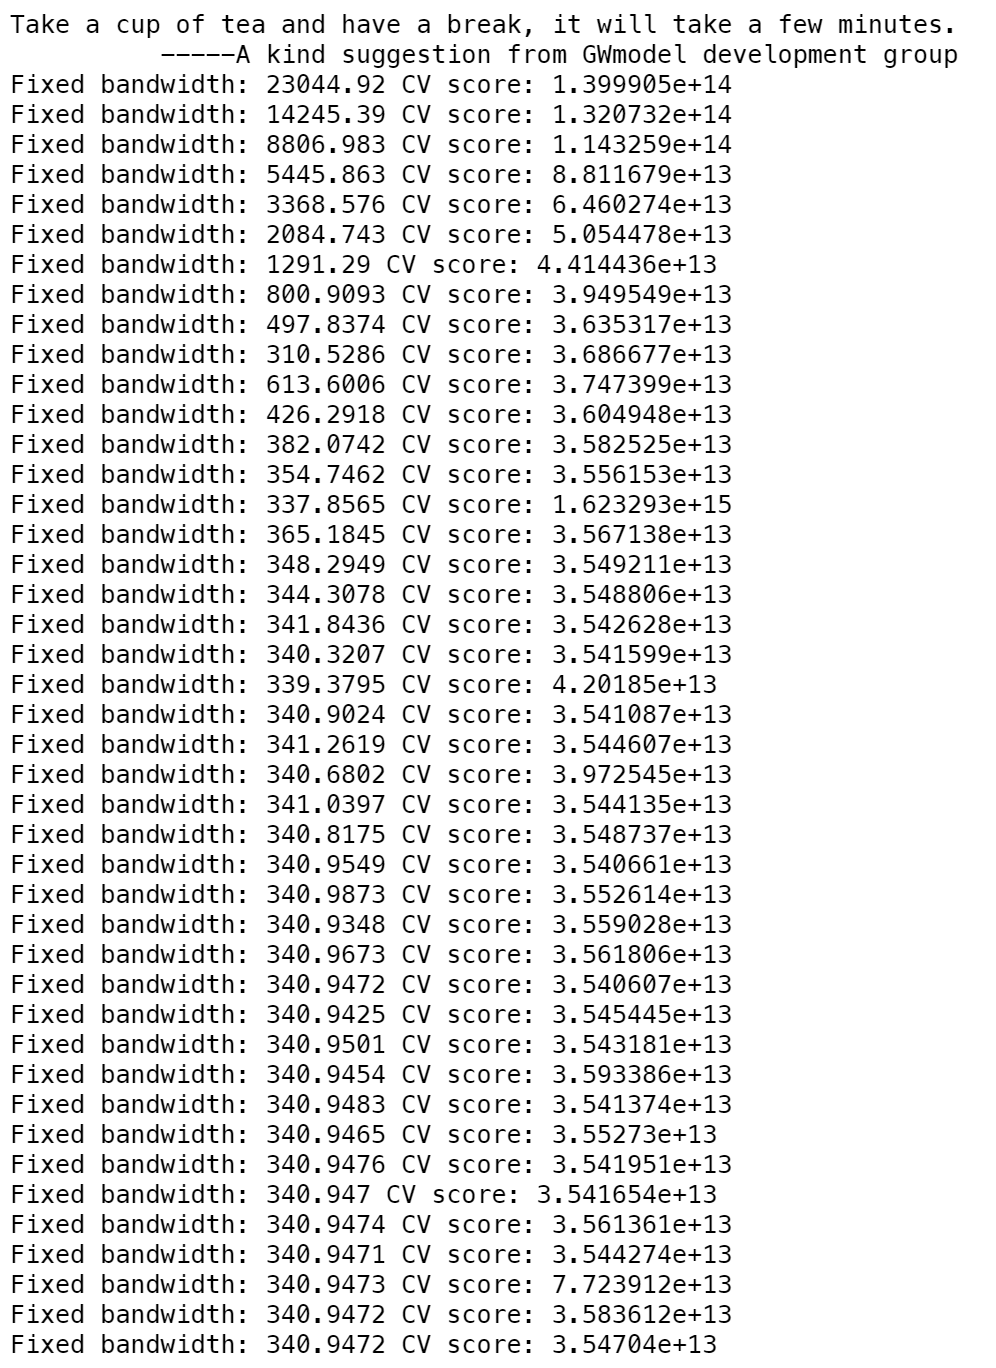 Take a cup of tea and have a break, it will take a few minutes.
          −−−−−A kind suggestion from GWmodel development group
Fixed bandwidth: 23044.92 CV score: 1.399905e+14
Fixed bandwidth: 14245.39 CV score: 1.320732e+14
Fixed bandwidth: 8806.983 CV score: 1.143259e+14
Fixed bandwidth: 5445.863 CV score: 8.811679e+13
Fixed bandwidth: 3368.576 CV score: 6.460274e+13
Fixed bandwidth: 2084.743 CV score: 5.054478e+13
Fixed bandwidth: 1291.29 CV score: 4.414436e+13
Fixed bandwidth: 800.9093 CV score: 3.949549e+13
Fixed bandwidth: 497.8374 CV score: 3.635317e+13
Fixed bandwidth: 310.5286 CV score: 3.686677e+13
Fixed bandwidth: 613.6006 CV score: 3.747399e+13
Fixed bandwidth: 426.2918 CV score: 3.604948e+13
Fixed bandwidth: 382.0742 CV score: 3.582525e+13
Fixed bandwidth: 354.7462 CV score: 3.556153e+13
Fixed bandwidth: 337.8565 CV score: 1.623293e+15
Fixed bandwidth: 365.1845 CV score: 3.567138e+13
Fixed bandwidth: 348.2949 CV score: 3.549211e+13
Fixed bandwidth: 344.3078 CV score: 3.548806e+13
Fixed bandwidth: 341.8436 CV score: 3.542628e+13
Fixed bandwidth: 340.3207 CV score: 3.541599e+13
Fixed bandwidth: 339.3795 CV score: 4.20185e+13
Fixed bandwidth: 340.9024 CV score: 3.541087e+13
Fixed bandwidth: 341.2619 CV score: 3.544607e+13
Fixed bandwidth: 340.6802 CV score: 3.972545e+13
Fixed bandwidth: 341.0397 CV score: 3.544135e+13
Fixed bandwidth: 340.8175 CV score: 3.548737e+13
Fixed bandwidth: 340.9549 CV score: 3.540661e+13
Fixed bandwidth: 340.9873 CV score: 3.552614e+13
Fixed bandwidth: 340.9348 CV score: 3.559028e+13
Fixed bandwidth: 340.9673 CV score: 3.561806e+13
Fixed bandwidth: 340.9472 CV score: 3.540607e+13
Fixed bandwidth: 340.9425 CV score: 3.545445e+13
Fixed bandwidth: 340.9501 CV score: 3.543181e+13
Fixed bandwidth: 340.9454 CV score: 3.593386e+13
Fixed bandwidth: 340.9483 CV score: 3.541374e+13
Fixed bandwidth: 340.9465 CV score: 3.55273e+13
Fixed bandwidth: 340.9476 CV score: 3.541951e+13
Fixed bandwidth: 340.947 CV score: 3.541654e+13
Fixed bandwidth: 340.9474 CV score: 3.561361e+13
Fixed bandwidth: 340.9471 CV score: 3.544274e+13
Fixed bandwidth: 340.9473 CV score: 7.723912e+13
Fixed bandwidth: 340.9472 CV score: 3.583612e+13
Fixed bandwidth: 340.9472 CV score: 3.54704e+13